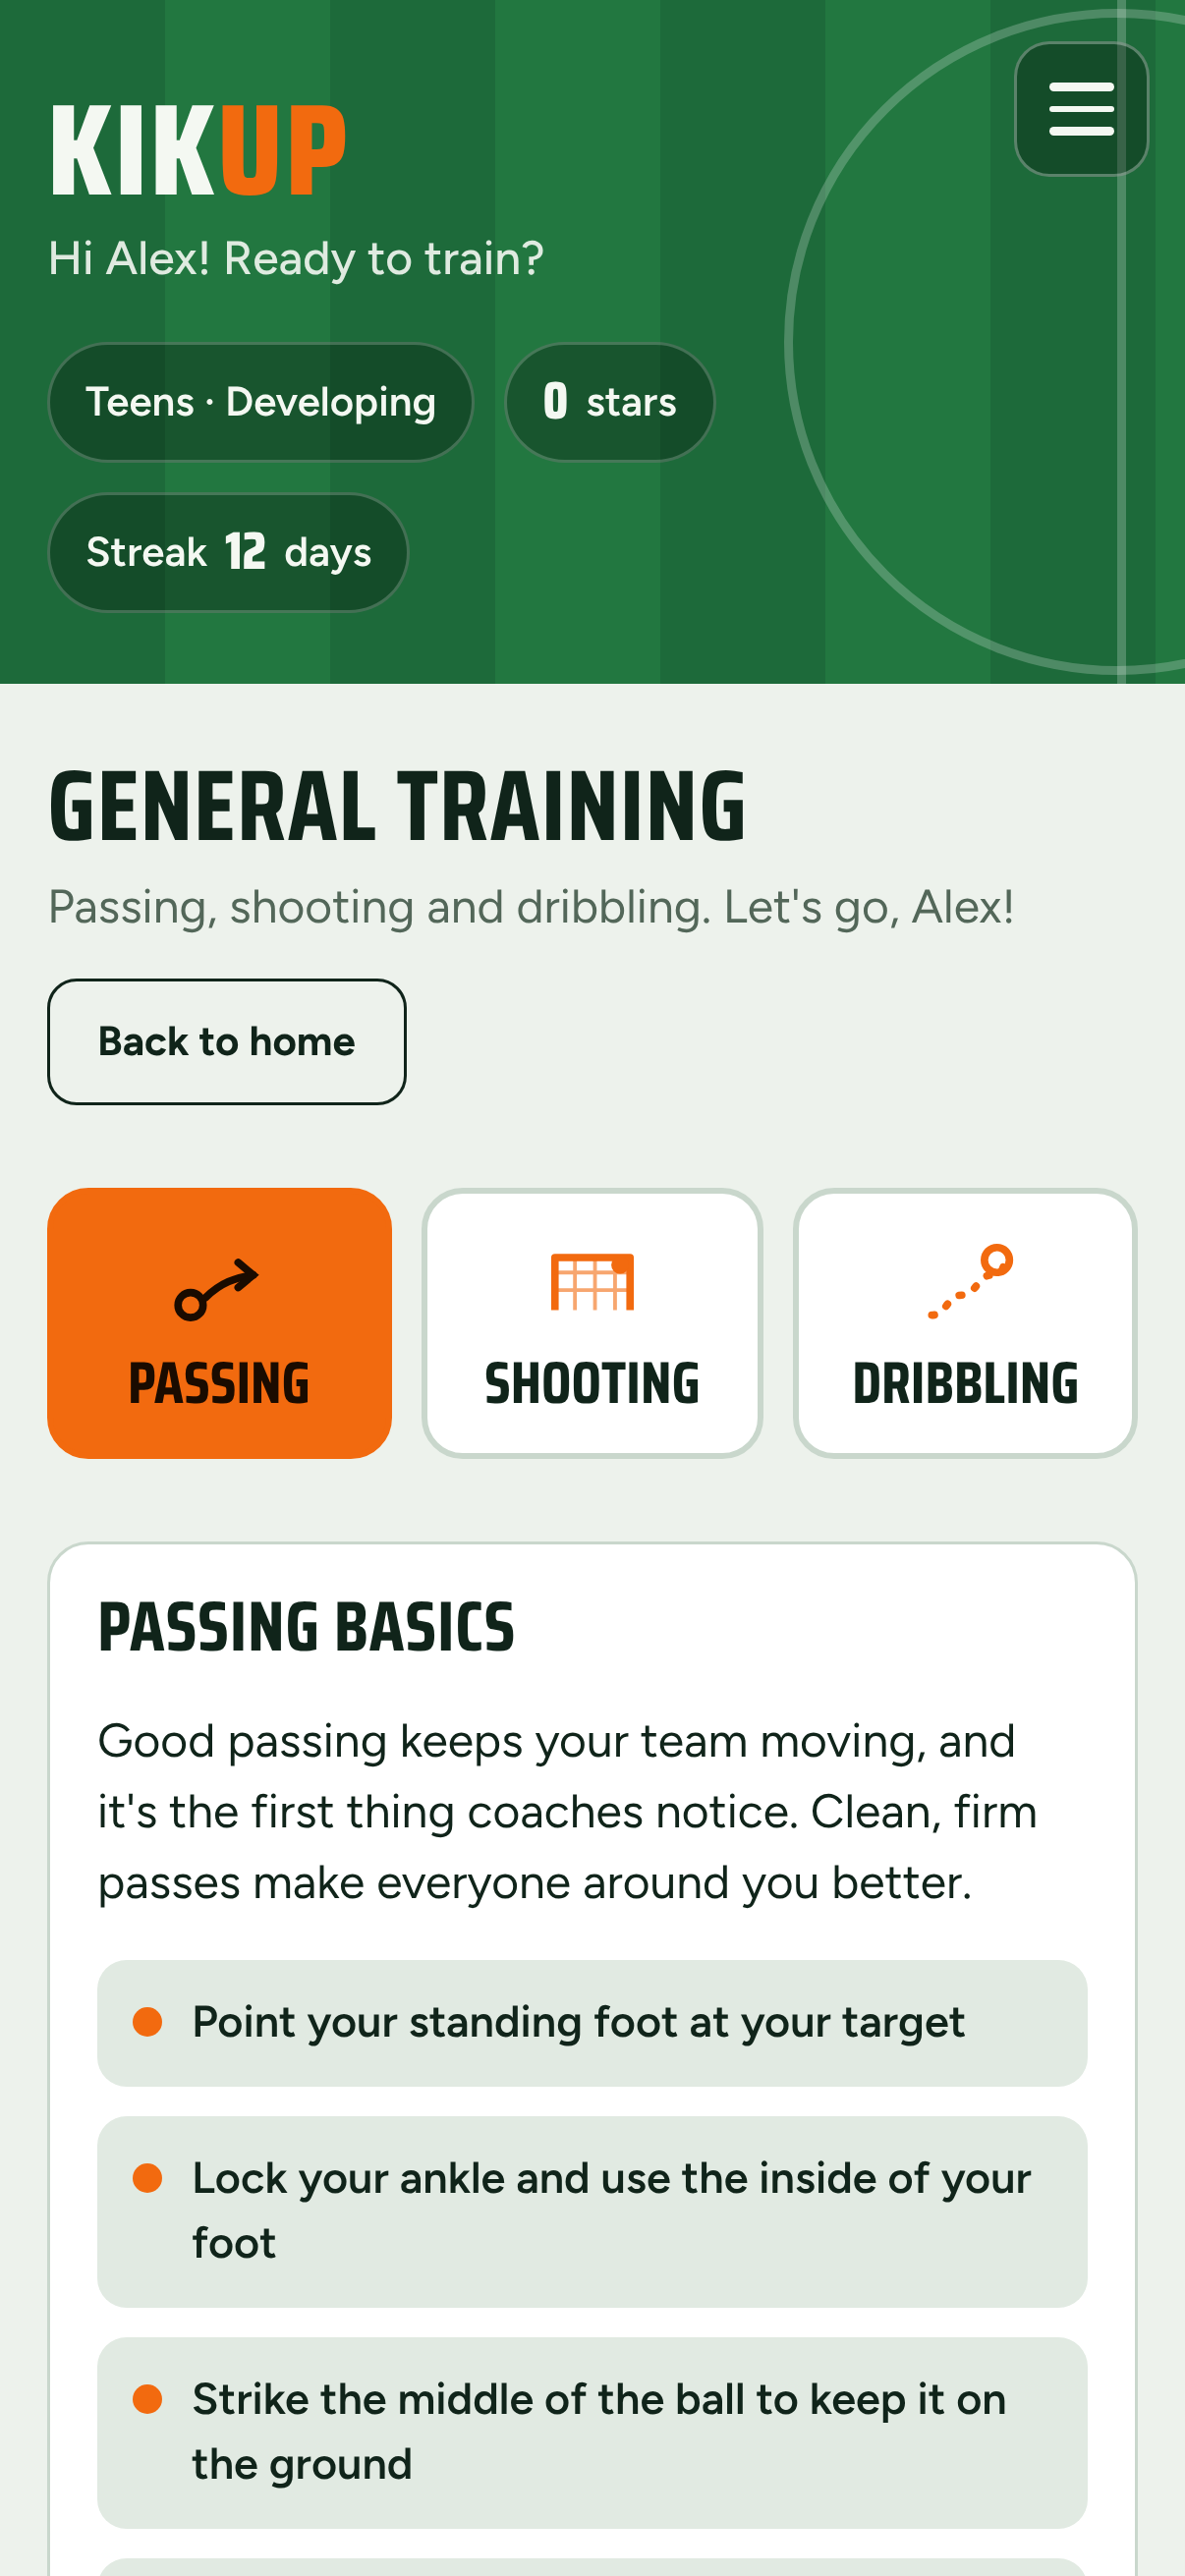 KIKUP
Hi Alex! Ready to train?
Teens · Developing
0 stars
Streak 12 days
GENERAL TRAINING
Passing, shooting and dribbling. Let's go, Alex!
Back to home
PASSING
SHOOTING
DRIBBLING
PASSING BASICS
Good passing keeps your team moving, and
it's the first thing coaches notice. Clean, firm
passes make everyone around you better.
Point your standing foot at your target
Lock your ankle and use the inside of your
foot
Strike the middle of the ball to keep it on
the ground